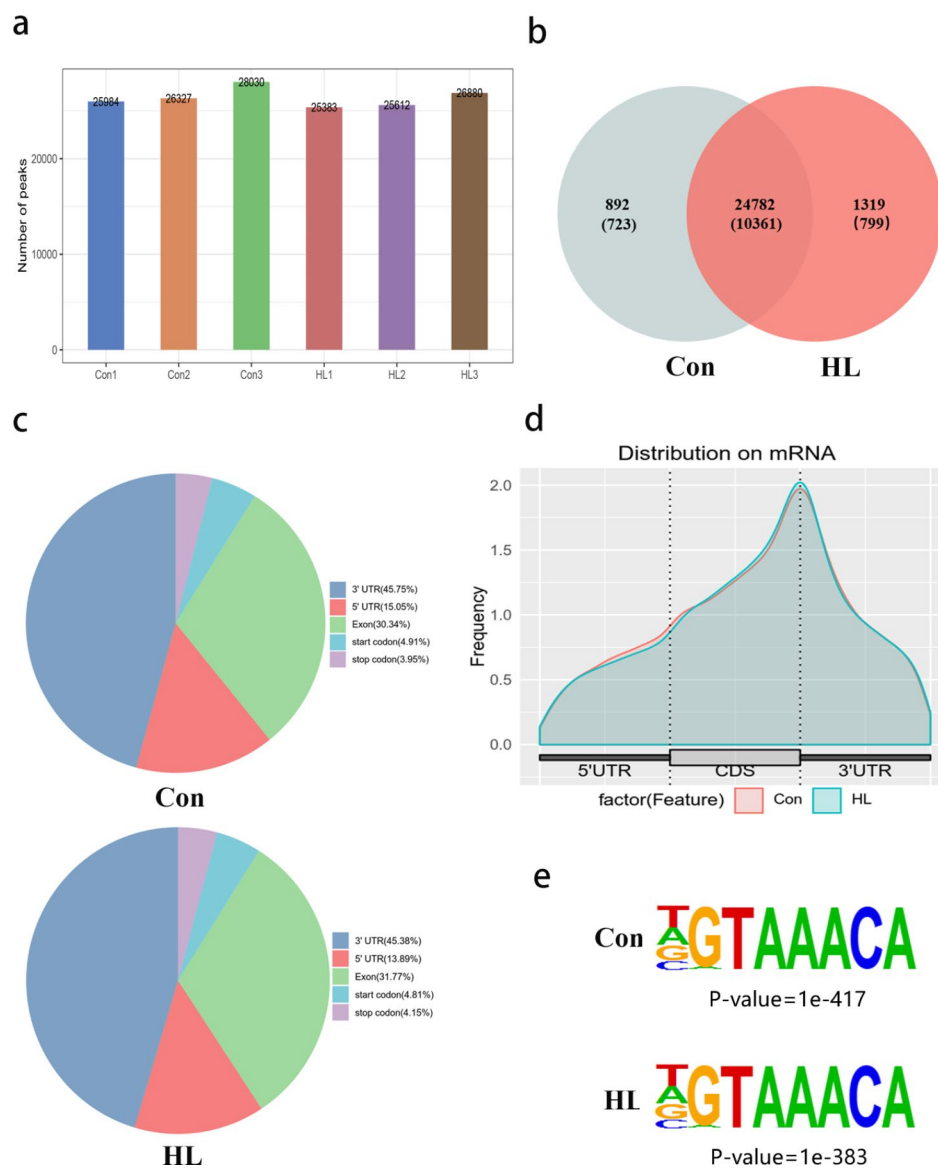 a
Number of peaks
20000
10000
0
25984
26327
28030
25383
25612
26880
Con1
Con2
Con3
HL1
HL2
HL3
b
892
(723)
24782
(10361)
1319
(799)
Con
HL
c
3' UTR(45.75%)
5' UTR(15.05%)
Exon(30.34%)
start codon(4.91%)
stop codon(3.95%)
Con
3' UTR(45.38%)
5' UTR(13.89%)
Exon(31.77%)
start codon(4.81%)
stop codon(4.15%)
HL
d
Distribution on mRNA
Frequency
2.0
1.5
1.0
0.5
0.0
5'UTR
CDS
3'UTR
factor(Feature)
Con
HL
e
Con
TAGC GTAAACA
P-value=1e-417
HL
TAGC GTAAACA
P-value=1e-383